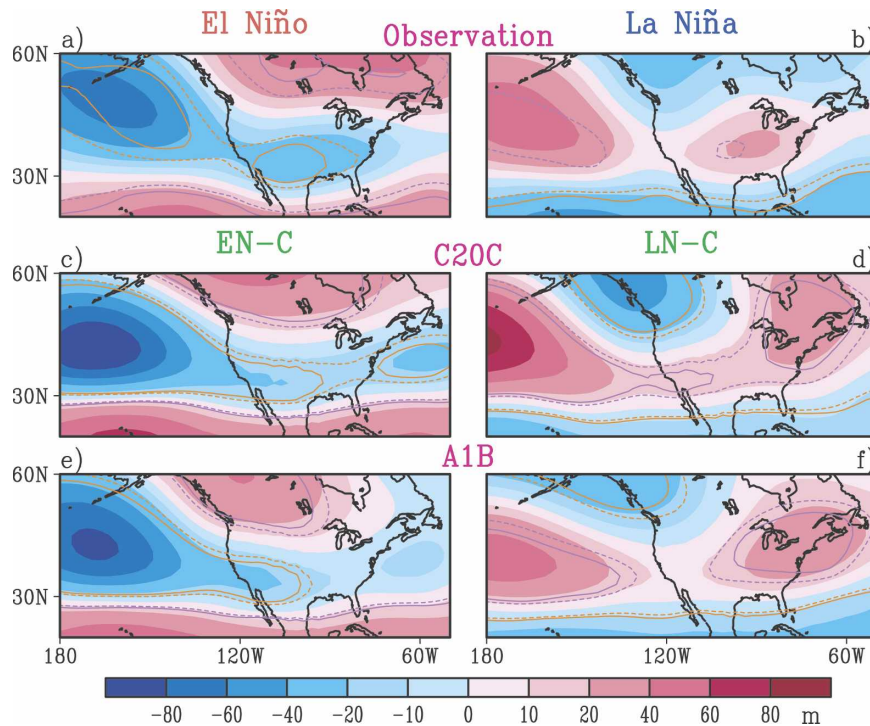 El Niño
La Niña
Observation
a)
b)
60N
30N
EN-C
LN-C
C20C
c)
d)
60N
30N
A1B
e)
f)
60N
30N
180
120W
60W
180
120W
60W
-80 -60 -40 -20 -10 0 10 20 40 60 80 m